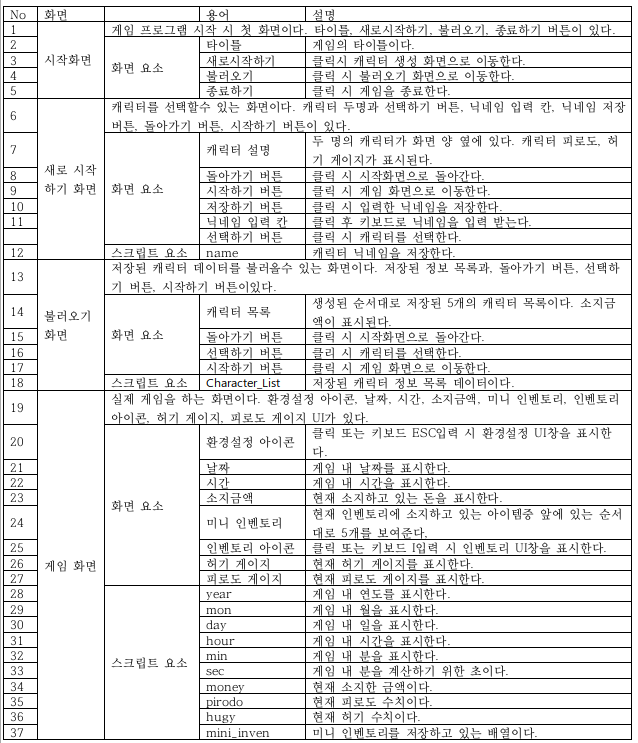 No 화면 용어 설명
1 게임 프로그램 시작 시 첫 화면이다. 타이틀, 새로시작하기, 불러오기, 종료하기 버튼이 있다.
시작화면
화면 요소
2 타이틀 게임의 타이틀이다.
3 새로시작하기 클릭시 캐릭터 생성 화면으로 이동한다.
4 불러오기 클릭 시 불러오기 화면으로 이동한다.
5 종료하기 클릭 시 게임을 종료한다.
6 캐릭터를 선택할수 있는 화면이다. 캐릭터 두명과 선택하기 버튼, 닉네임 입력 칸, 닉네임 저장
버튼, 돌아가기 버튼, 시작하기 버튼이 있다.
새로 시작
하기 화면
화면 요소
7 캐릭터 설명 두 명의 캐릭터가 화면 양 옆에 있다. 캐릭터 피로도, 허
기 게이지가 표시된다.
8 돌아가기 버튼 클릭 시 시작화면으로 돌아간다.
9 시작하기 버튼 클릭 시 게임 화면으로 이동한다.
10 저장하기 버튼 클릭 시 입력한 닉네임을 저장한다.
11 닉네임 입력 칸 클릭 후 키보드로 닉네임을 입력 받는다.
선택하기 버튼 클릭 시 캐릭터를 선택한다.
12 스크립트 요소 name 캐릭터 닉네임을 저장한다.
13 저장된 캐릭터 데이터를 불러올수 있는 화면이다. 저장된 정보 목록과, 돌아가기 버튼, 선택하
기 버튼, 시작하기 버튼이있다.
불러오기
화면
화면 요소
14 캐릭터 목록 생성된 순서대로 저장된 5개의 캐릭터 목록이다. 소지금
액이 표시된다.
15 돌아가기 버튼 클릭 시 시작화면으로 돌아간다.
16 선택하기 버튼 클리 시 캐릭터를 선택한다.
17 시작하기 버튼 클릭 시 게임 화면으로 이동한다.
18 스크립트 요소 Character_List 저장된 캐릭터 정보 목록 데이터이다.
19 실제 게임을 하는 화면이다. 환경설정 아이콘, 날짜, 시간, 소지금액, 미니 인벤토리, 인벤토리
아이콘, 허기 게이지, 피로도 게이지 UI가 있다.
게임 화면
화면 요소
20 환경설정 아이콘 클릭 또는 키보드 ESC입력 시 환경설정 UI창을 표시한
다.
21 날짜 게임 내 날짜를 표시한다.
22 시간 게임 내 시간을 표시한다.
23 소지금액 현재 소지하고 있는 돈을 표시한다.
24 미니 인벤토리 현재 인벤토리에 소지하고 있는 아이템중 앞에 있는 순서
대로 5개를 보여준다.
25 인벤토리 아이콘 클릭 또는 키보드 I입력 시 인벤토리 UI창을 표시한다.
26 허기 게이지 현재 허기 게이지를 표시한다.
27 피로도 게이지 현재 피로도 게이지를 표시한다.
스크립트 요소
28 year 게임 내 연도를 표시한다.
29 mon 게임 내 월을 표시한다.
30 day 게임 내 일을 표시한다.
31 hour 게임 내 시간을 표시한다.
32 min 게임 내 분을 표시한다.
33 sec 게임 내 분을 계산하기 위한 초이다.
34 money 현재 소지한 금액이다.
35 pirodo 현재 피로도 수치이다.
36 hugy 현재 허기 수치이다.
37 mini_inven 미니 인벤토리를 저장하고 있는 배열이다.